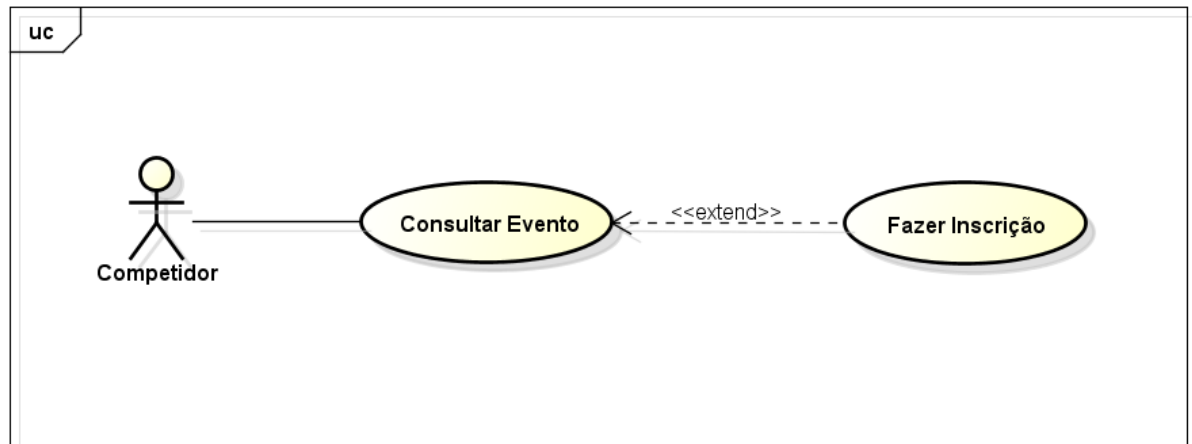 uc
<<extend>>
Consultar Evento
Fazer Inscrição
Competidor